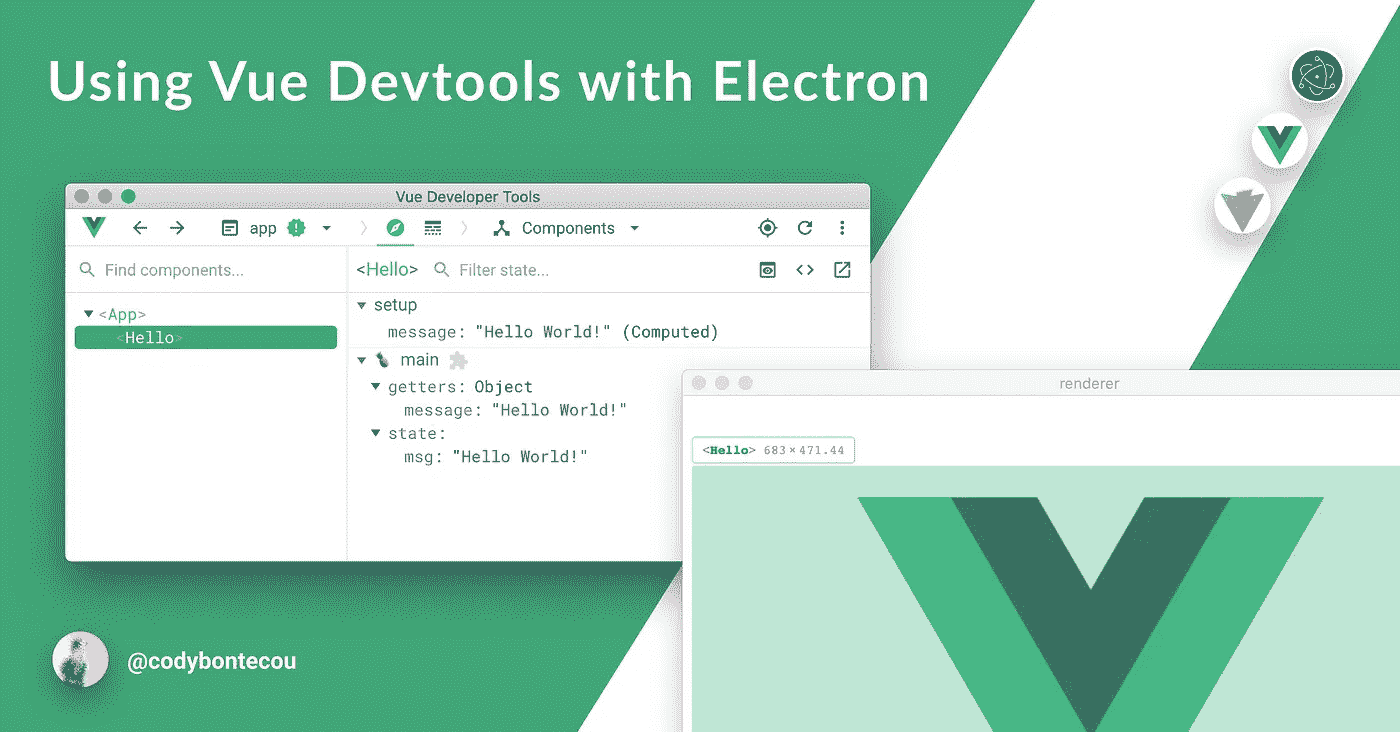 Using Vue Devtools with Electron
Vue Developer Tools
app
Components
Find components...
<Hello>
Filter state...
<App>
<Hello>
setup
message: "Hello World!" (Computed)
main
getters: Object
message: "Hello World!"
state:
msg: "Hello World!"
renderer
<Hello> 683 × 471.44
@codybontecou